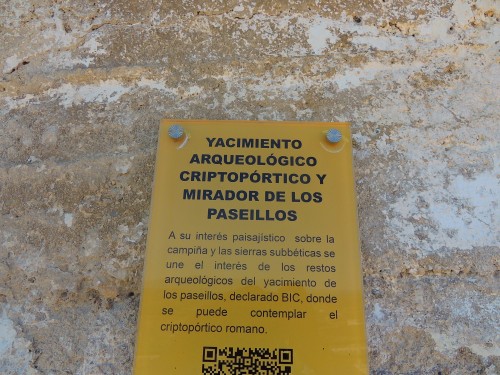 YACIMIENTO
ARQUEOLÓGICO
CRIPTOPÓRTICO Y
MIRADOR DE LOS
PASEILLOS
A su interés paisajístico sobre la
campiña y las sierras subbéticas se
une el interés de los restos
arqueológicos del yacimiento de
los paseillos, declarado BIC, donde
se puede contemplar el
criptopórtico romano.